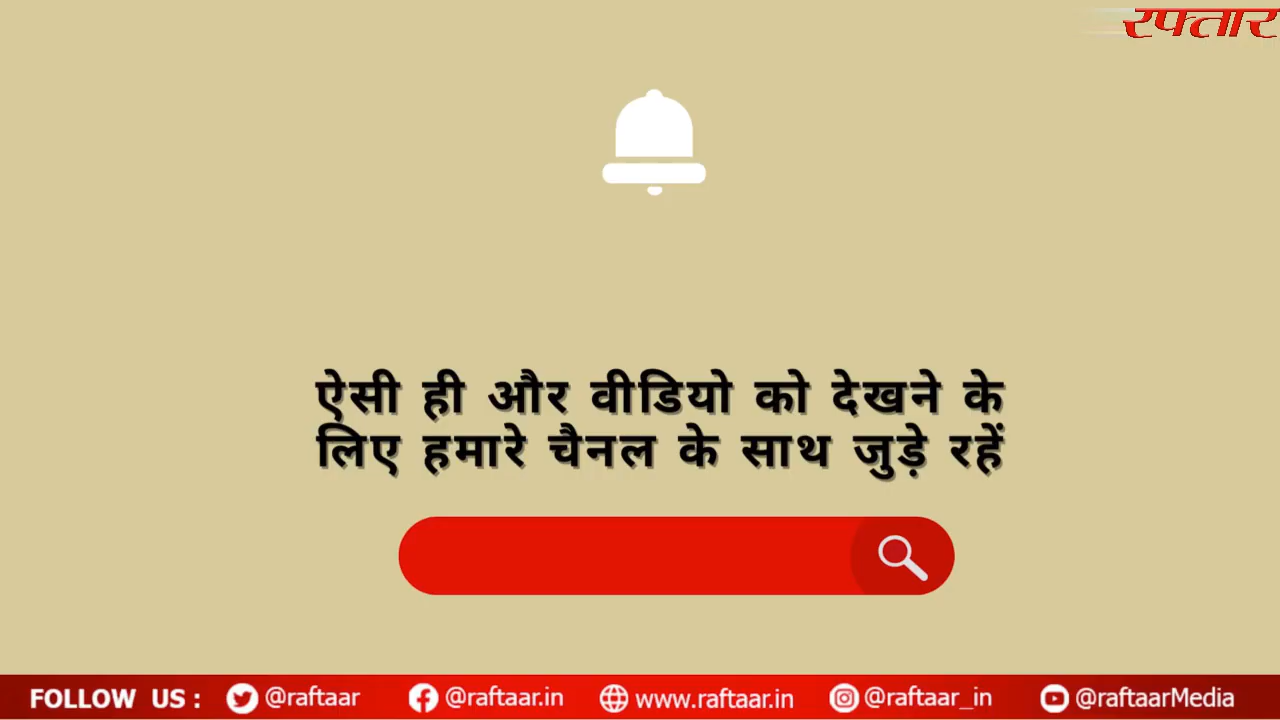 रफ्तार
ऐसी ही और वीडियो को देखने के
लिए हमारे चैनल के साथ जुड़े रहें
FOLLOW US : @raftaar @raftaar.in www.raftaar.in @raftaar_in @raftaarMedia